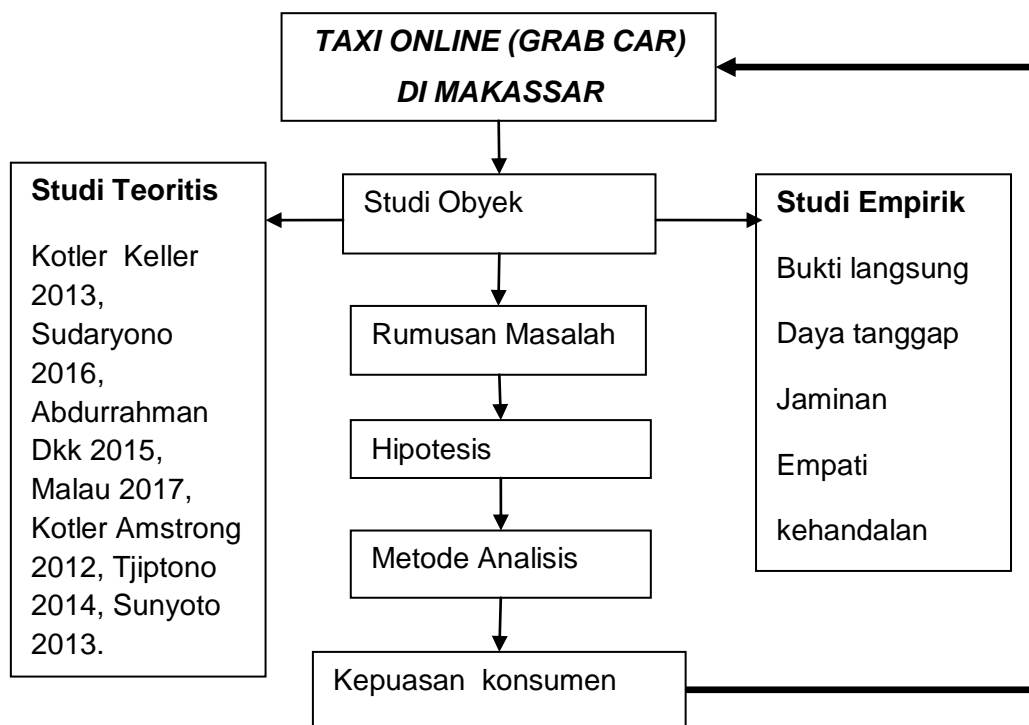 TAXI ONLINE (GRAB CAR)
DI MAKASSAR
Studi Teoritis
Kotler Keller
2013,
Sudaryono
2016,
Abdurrahman
Dkk 2015,
Malau 2017,
Kotler Amstrong
2012, Tjiptono
2014, Sunyoto
2013.
Studi Obyek
Rumusan Masalah
Hipotesis
Metode Analisis
Kepuasan konsumen
Studi Empirik
Bukti langsung
Daya tanggap
Jaminan
Empati
kehandalan